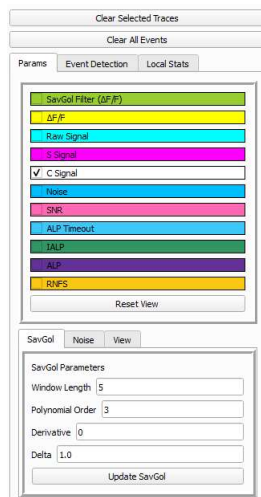 Clear Selected Traces
Clear All Events
Params Event Detection Local Stats
SavGol Filter (ΔF/F)
ΔF/F
Raw Signal
S Signal
C Signal
Noise
SNR
ALP Timeout
IALP
ALP
RNFS
Reset View
SavGol Noise View
SavGol Parameters
Window Length 5
Polynomial Order 3
Derivative 0
Delta 1.0
Update SavGol